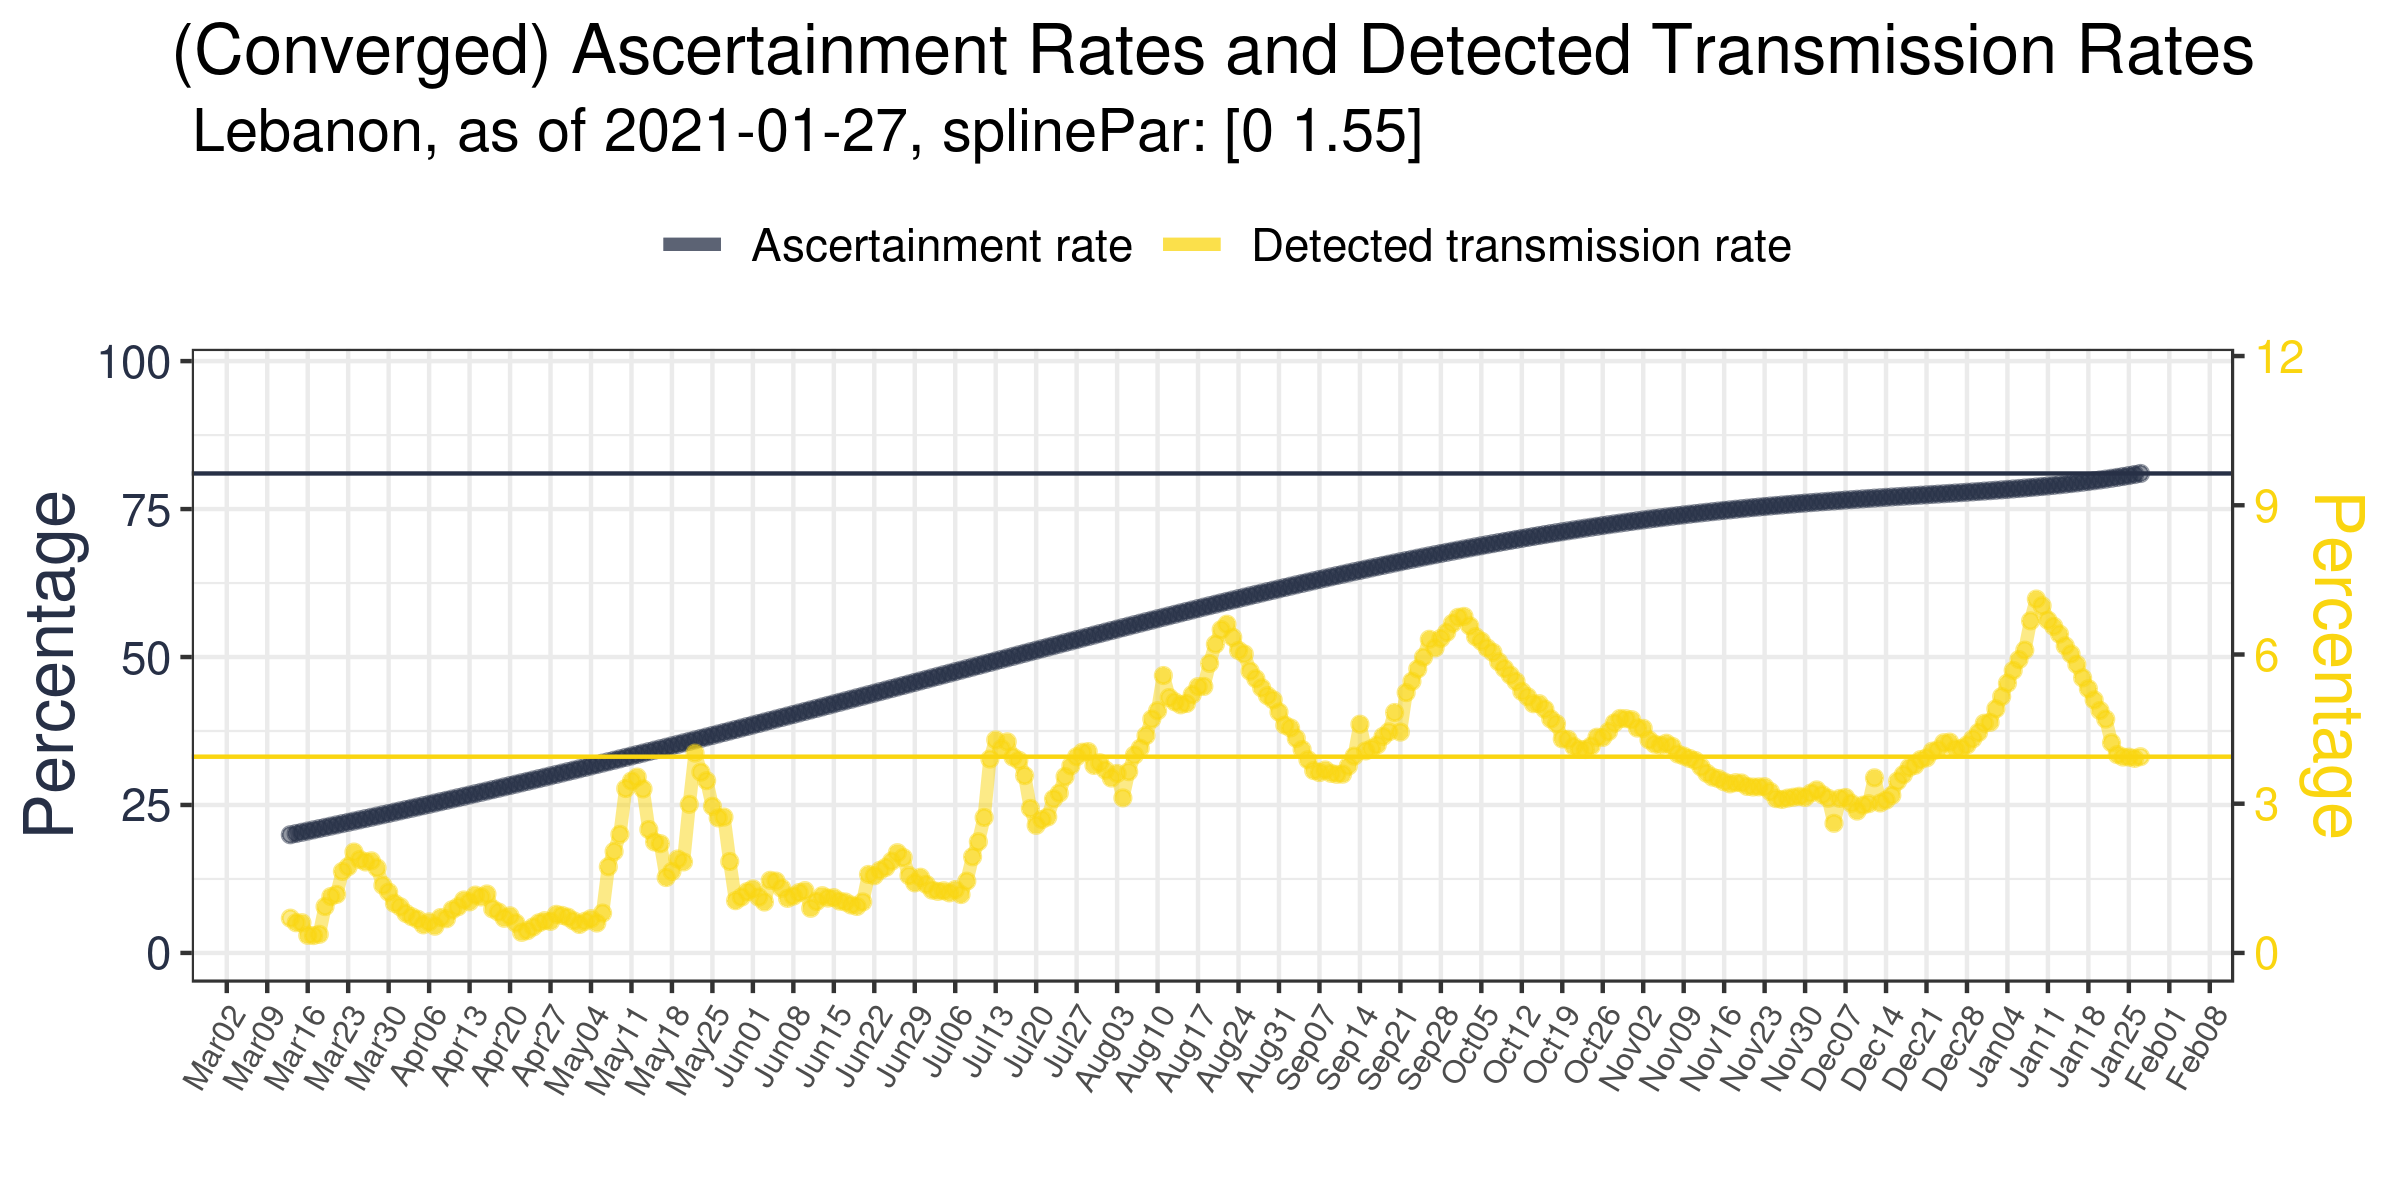 (Converged) Ascertainment Rates and Detected Transmission Rates
Lebanon, as of 2021-01-27, splinePar: [0 1.55]
Ascertainment rate Detected transmission rate
100
75
50
25
0
Percentage
12
9
6
3
0
Percentage
Mar02 Mar09 Mar16 Mar23 Mar30 Apr06 Apr13 Apr20 Apr27 May04 May11 May18 May25 Jun01 Jun08 Jun15 Jun22 Jun29 Jul06 Jul13 Jul20 Jul27 Aug03 Aug10 Aug17 Aug24 Aug31 Sep07 Sep14 Sep21 Sep28 Oct05 Oct12 Oct19 Oct26 Nov02 Nov09 Nov16 Nov23 Nov30 Dec07 Dec14 Dec21 Dec28 Jan04 Jan11 Jan18 Jan25 Feb01 Feb08